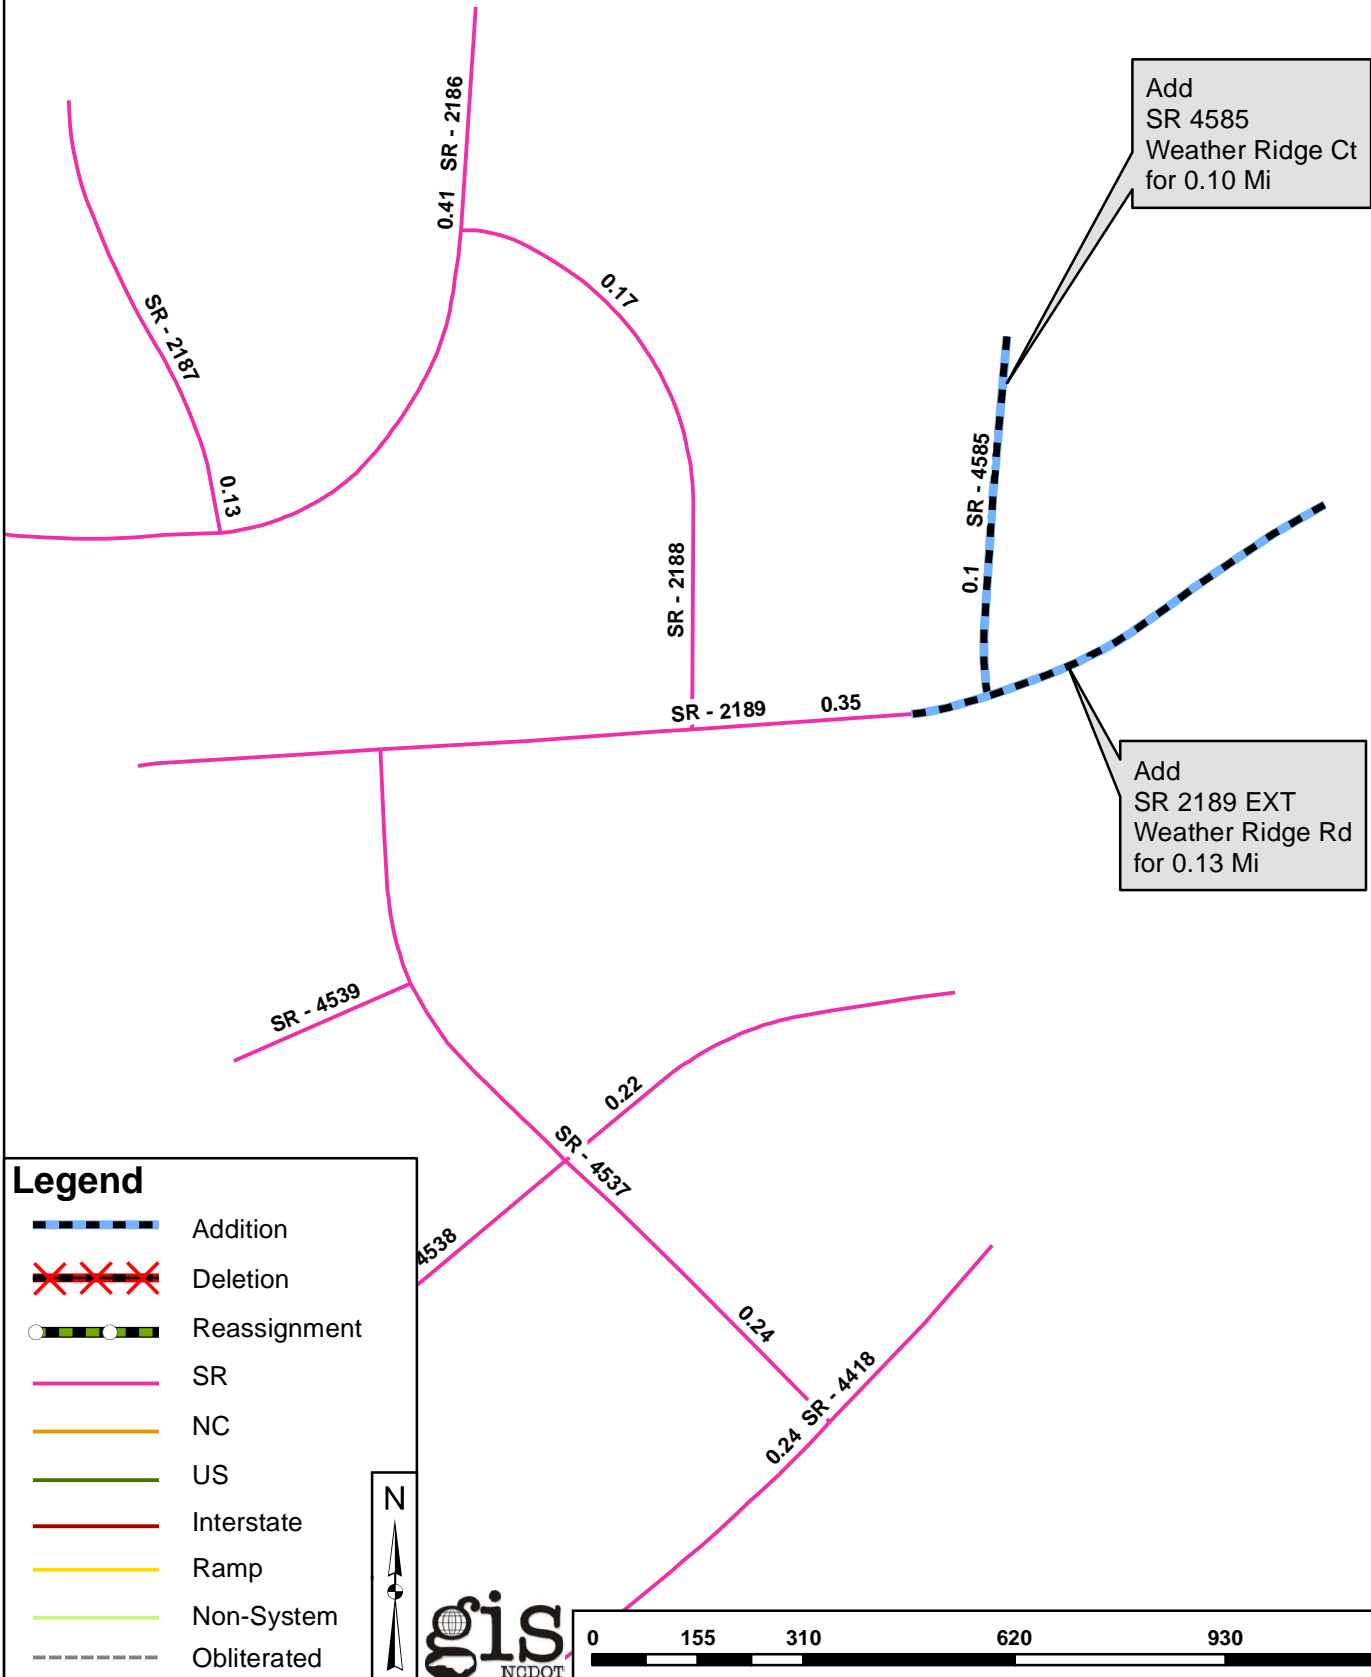 SR - 2186
0.41
Add
SR 4585
Weather Ridge Ct
for 0.10 Mi
0.17
SR - 2187
0.13
SR - 4585
0.1
SR - 2188
SR - 2189
0.35
Add
SR 2189 EXT
Weather Ridge Rd
for 0.13 Mi
SR - 4539
0.22
SR - 4537
4538
0.24
SR - 4418
0.24
Legend
Addition
Deletion
Reassignment
SR
NC
US
Interstate
Ramp
Non-System
Obliterated
N
gis
NCDOT
0 155 310 620 930